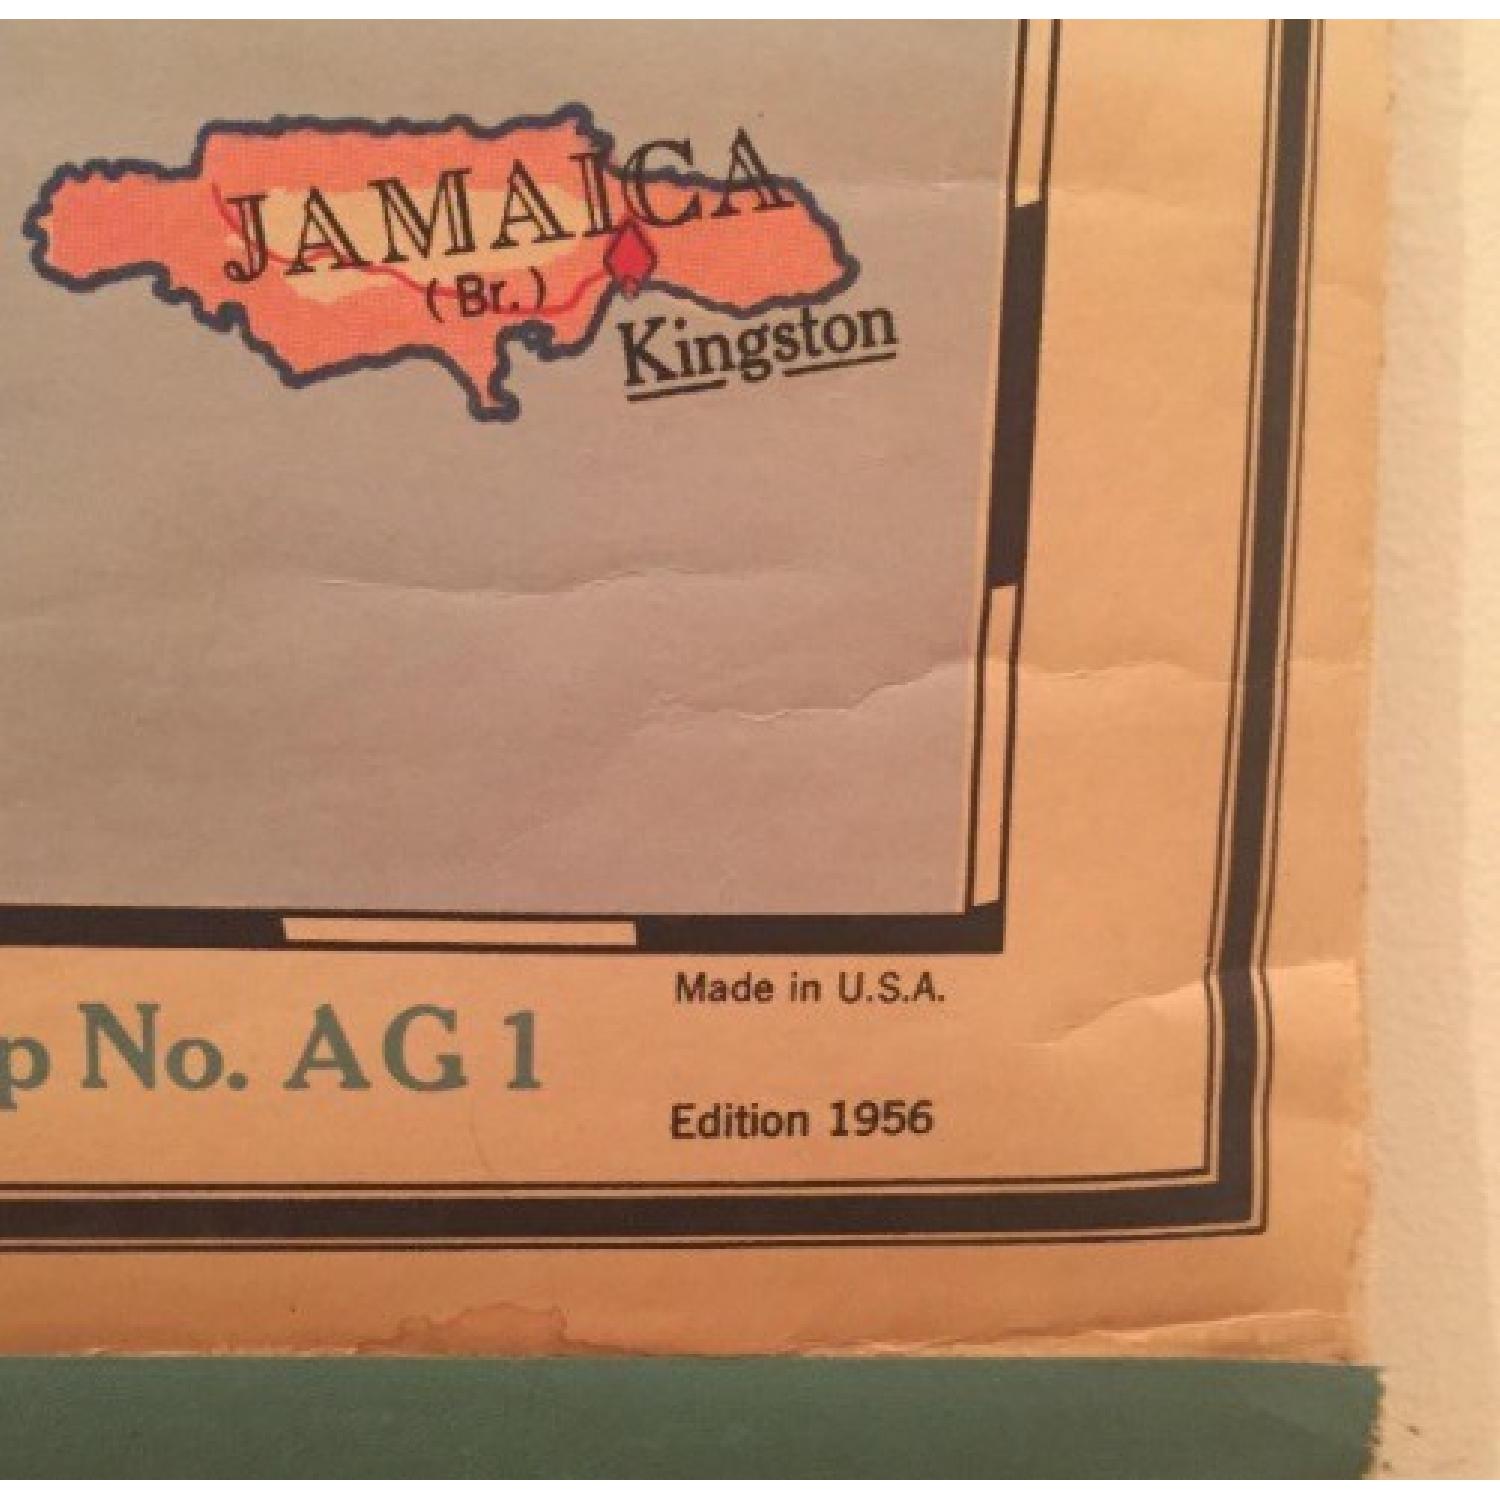 JAMAICA
(Br.)
Kingston
Made in U.S.A.
p No. AG 1
Edition 1956